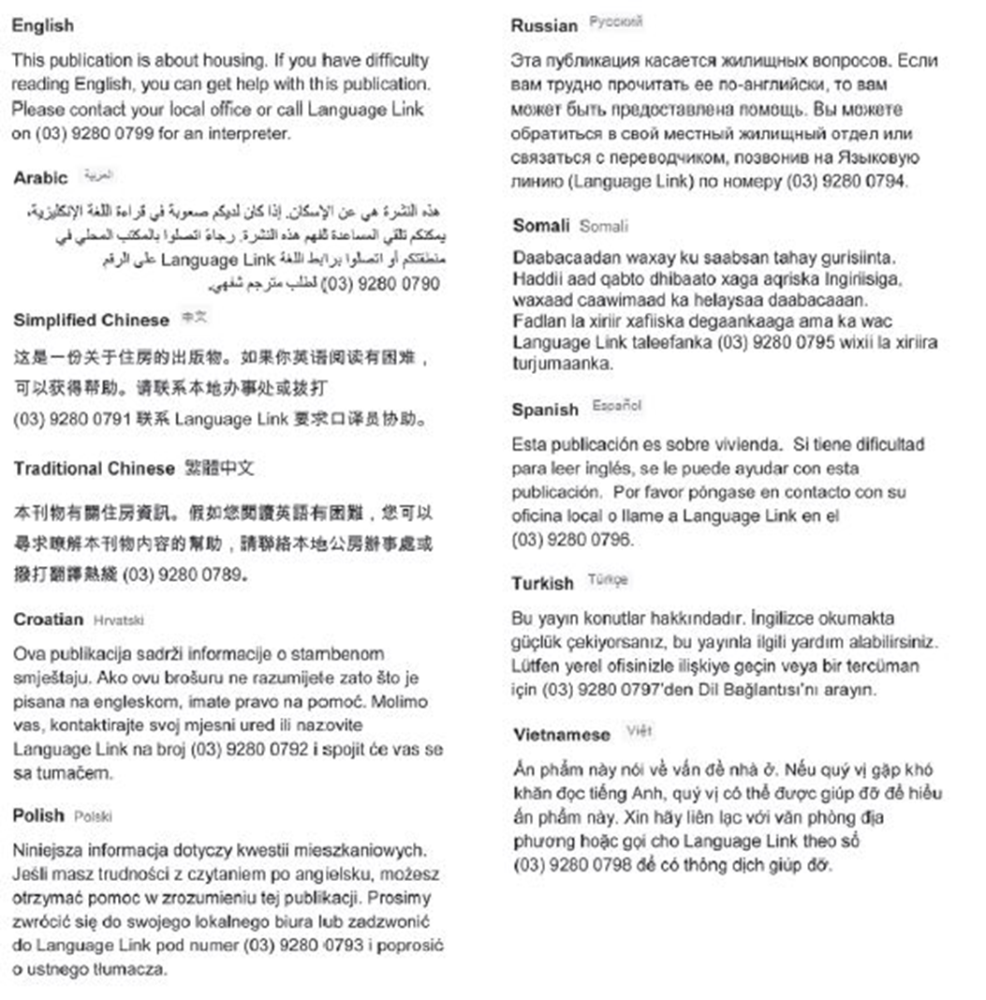 English
This publication is about housing. If you have difficulty
reading English, you can get help with this publication.
Please contact your local office or call Language Link
on (03) 9280 0799 for an interpreter.
Arabic العربية
هذه النشرة هي عن الإسكان. إذا كان لديكم صعوبة في قراءة اللغة الإنكليزية،
يمكنكم تلقي المساعدة لفهم هذه النشرة. رجاءً اتصلوا بالمكتب المحلي في
منطقتكم أو اتصلوا برابط اللغة Language Link على الرقم
(03) 9280 0790 لطلب مترجم شفهي.
Simplified Chinese 中文
这是一份关于住房的出版物。如果你英语阅读有困难，
可以获得帮助。请联系本地办事处或拨打
(03) 9280 0791 联系 Language Link 要求口译员协助。
Traditional Chinese 繁體中文
本刊物有關住房資訊。假如您閱讀英語有困難，您可以
尋求瞭解本刊物內容的幫助，請聯絡本地公房辦事處或
撥打翻譯熱綫 (03) 9280 0789。
Croatian Hrvatski
Ova publikacija sadrži informacije o stambenom
smještaju. Ako ovu brošuru ne razumijete zato što je
pisana na engleskom, imate pravo na pomoć. Molimo
vas, kontaktirajte svoj mjesni ured ili nazovite
Language Link na broj (03) 9280 0792 i spojit će vas se
sa tumačem.
Polish Polski
Niniejsza informacja dotyczy kwestii mieszkaniowych.
Jeśli masz trudności z czytaniem po angielsku, możesz
otrzymać pomoc w zrozumieniu tej publikacji. Prosimy
zwrócić się do swojego lokalnego biura lub zadzwonić
do Language Link pod numer (03) 9280 0793 i poprosić
o ustnego tłumacza.
Russian Русский
Эта публикация касается жилищных вопросов. Если
вам трудно прочитать ее по-английски, то вам
может быть предоставлена помощь. Вы можете
обратиться в свой местный жилищный отдел или
связаться с переводчиком, позвонив на Языковую
линию (Language Link) по номеру (03) 9280 0794.
Somali Somali
Daabacaadan waxay ku saabsan tahay gurisiinta.
Haddii aad qabto dhibaato xaga aqriska Ingiriisiga,
waxaad caawimaad ka helaysaa daabacaaan.
Fadlan la xiriir xafiiska degaankaaga ama ka wac
Language Link taleefanka (03) 9280 0795 wixii la xiriira
turjumaanka.
Spanish Español
Esta publicación es sobre vivienda. Si tiene dificultad
para leer inglés, se le puede ayudar con esta
publicación. Por favor póngase en contacto con su
oficina local o llame a Language Link en el
(03) 9280 0796.
Turkish Türkçe
Bu yayın konutlar hakkındadır. İngilizce okumakta
güçlük çekiyorsanız, bu yayınla ilgili yardım alabilirsiniz.
Lütfen yerel ofisinizle ilişkiye geçin veya bir tercüman
için (03) 9280 0797'den Dil Bağlantısı'nı arayın.
Vietnamese Việt
Ấn phẩm này nói về vấn đề nhà ở. Nếu quý vị gặp khó
khăn đọc tiếng Anh, quý vị có thể được giúp đỡ để hiểu
ấn phẩm này. Xin hãy liên lạc với văn phòng địa
phương hoặc gọi cho Language Link theo số
(03) 9280 0798 để có thông dịch giúp đỡ.